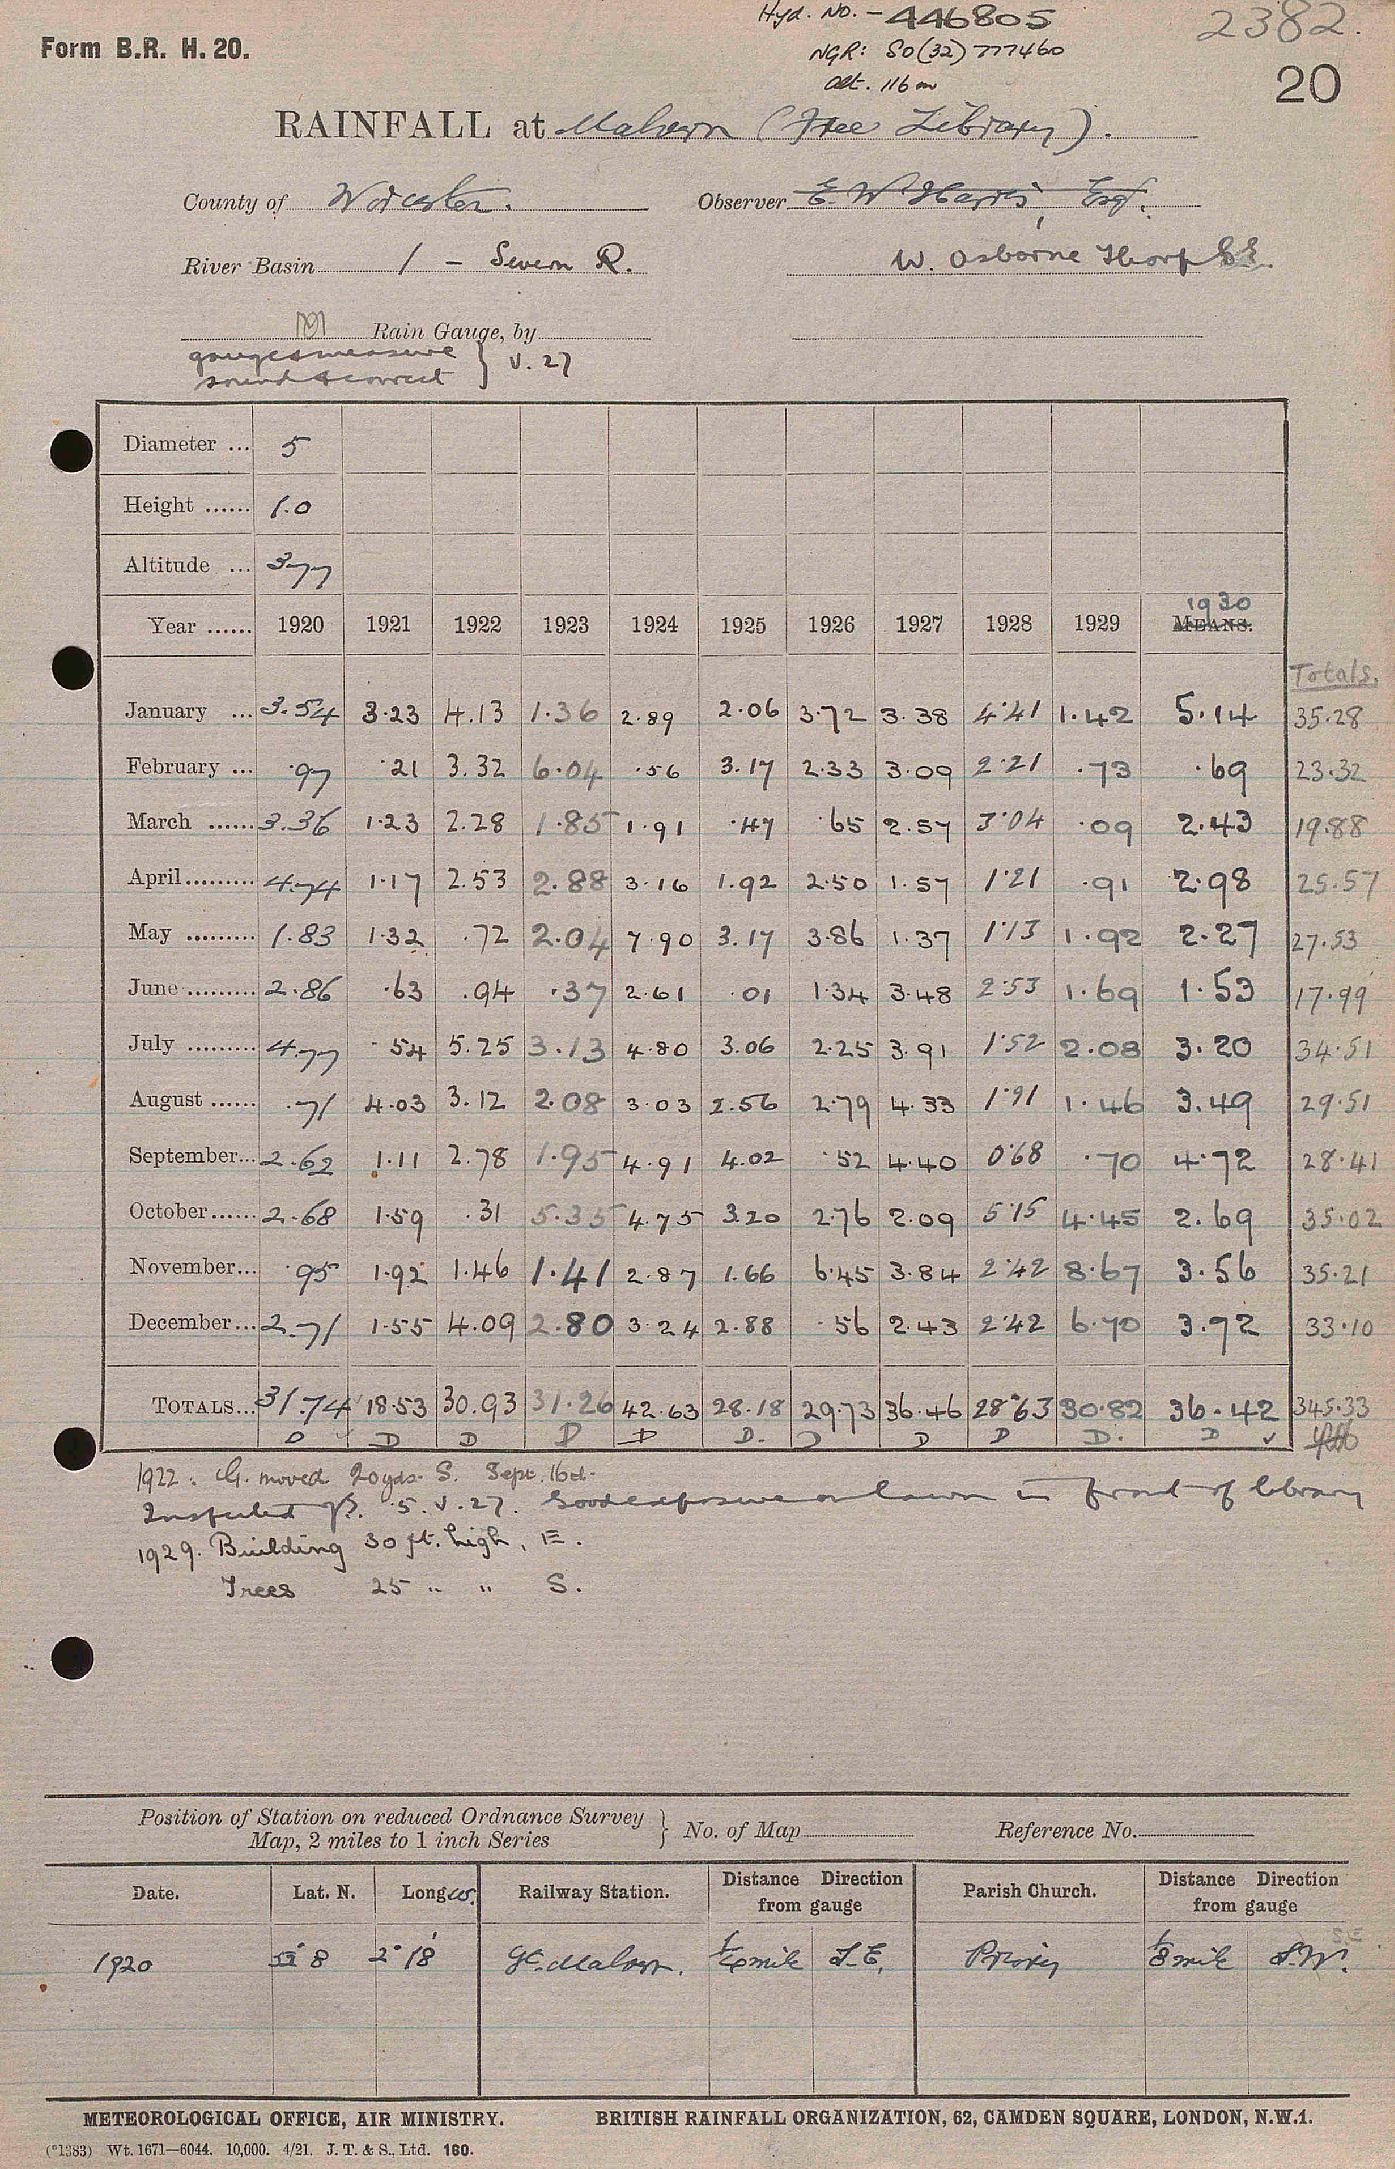 Hyd. No. - 446805
2382.
Form B.R. H. 20.
NGR: SO(32) 777460
20
Alt. 116 m
RAINFALL at Malvern (Free Library).
County of Worcester. Observer E. W. Harris, Esq.
River Basin 1 - Severn R. W. Osborne Thorp C.E.
MO Rain Gauge, by
gauge & measure
sound & correct } V. 27
Diameter ... 5
Height ...... 1.0
Altitude ... 377
1930
Year ...... 1920 1921 1922 1923 1924 1925 1926 1927 1928 1929 MEANS.
Totals.
January ... 3.54 3.23 4.13 1.36 2.89 2.06 3.72 3.38 4.41 1.42 5.14 35.28
February ... .97 .21 3.32 6.04 .56 3.17 2.33 3.09 2.21 .73 .69 23.32
March ...... 3.36 1.23 2.28 1.85 1.91 .47 .65 2.57 3.04 .09 2.43 19.88
April ......... 4.74 1.17 2.53 2.88 3.16 1.92 2.50 1.57 1.21 .91 2.98 25.57
May ......... 1.83 1.32 .72 2.04 7.90 3.17 3.86 1.37 1.13 1.92 2.27 27.53
June ......... 2.86 .63 .94 .37 2.61 .01 1.34 3.48 2.53 1.69 1.53 17.99
July ......... 4.77 .54 5.25 3.13 4.80 3.06 2.25 3.91 1.52 2.08 3.20 34.51
August ...... .71 4.03 3.12 2.08 3.03 2.56 2.79 4.33 1.91 1.46 3.49 29.51
September... 2.62 1.11 2.78 1.95 4.91 4.02 .52 4.40 0.68 .70 4.72 28.41
October...... 2.68 1.59 .31 5.35 4.75 3.20 2.76 2.09 5.15 4.45 2.69 35.02
November... .95 1.92 1.46 1.41 2.87 1.66 6.45 3.84 2.42 8.67 3.56 35.21
December... 2.71 1.55 4.09 2.80 3.24 2.88 .56 2.43 2.42 6.70 3.72 33.10
TOTALS... 31.74 18.53 30.93 31.26 42.63 28.18 29.73 36.46 28.63 30.82 36.42 345.33
D D D D D D. D D D D. D
1922. G. moved 20 yds. S. Sept. 16th.
Inspected 5. V. 27. Good exposure on lawn in front of library
1929. Building 30 ft. high, E.
Trees 25 " " S.
Position of Station on reduced Ordnance Survey
Map, 2 miles to 1 inch Series } No. of Map Reference No.
Date. Lat. N. Long W. Railway Station. Distance Direction from gauge Parish Church. Distance Direction from gauge
S.E
1920 52° 8 2° 18' Gt. Malvern. ¼ mile S.E. Priory ⅛ mile S.W.
METEOROLOGICAL OFFICE, AIR MINISTRY. BRITISH RAINFALL ORGANIZATION, 62, CAMDEN SQUARE, LONDON, N.W.1.
(*1383) Wt. 1671—6044. 10,000. 4/21. J. T. & S., Ltd. 160.